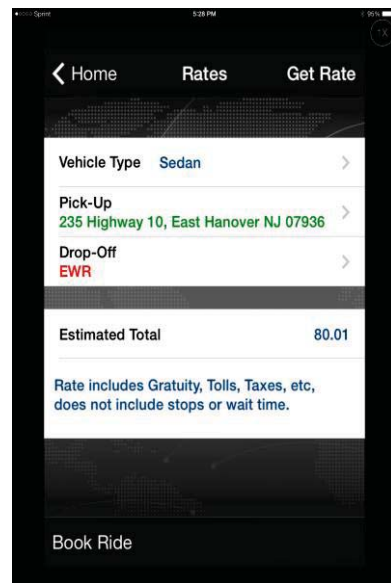 Sprint 5:28 PM 95%
Home Rates Get Rate
Vehicle Type Sedan
Pick-Up
235 Highway 10, East Hanover NJ 07936
Drop-Off
EWR
Estimated Total 80.01
Rate includes Gratuity, Tolls, Taxes, etc,
does not include stops or wait time.
Book Ride